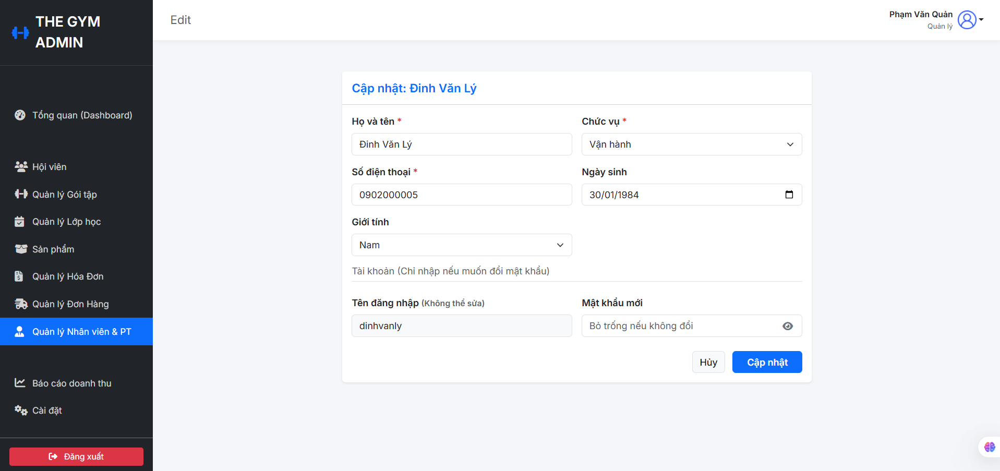 THE GYM
ADMIN
Tổng quan (Dashboard)
Hội viên
Quản lý Gói tập
Quản lý Lớp học
Sản phẩm
Quản lý Hóa Đơn
Quản lý Đơn Hàng
Quản lý Nhân viên & PT
Báo cáo doanh thu
Cài đặt
Đăng xuất
Edit
Phạm Văn Quản
Quản lý
Cập nhật: Đinh Văn Lý
Họ và tên *
Chức vụ *
Đinh Văn Lý
Vận hành
Số điện thoại *
Ngày sinh
0902000005
30/01/1984
Giới tính
Nam
Tài khoản (Chỉ nhập nếu muốn đổi mật khẩu)
Tên đăng nhập (Không thể sửa)
Mật khẩu mới
dinhvanly
Bỏ trống nếu không đổi
Hủy
Cập nhật